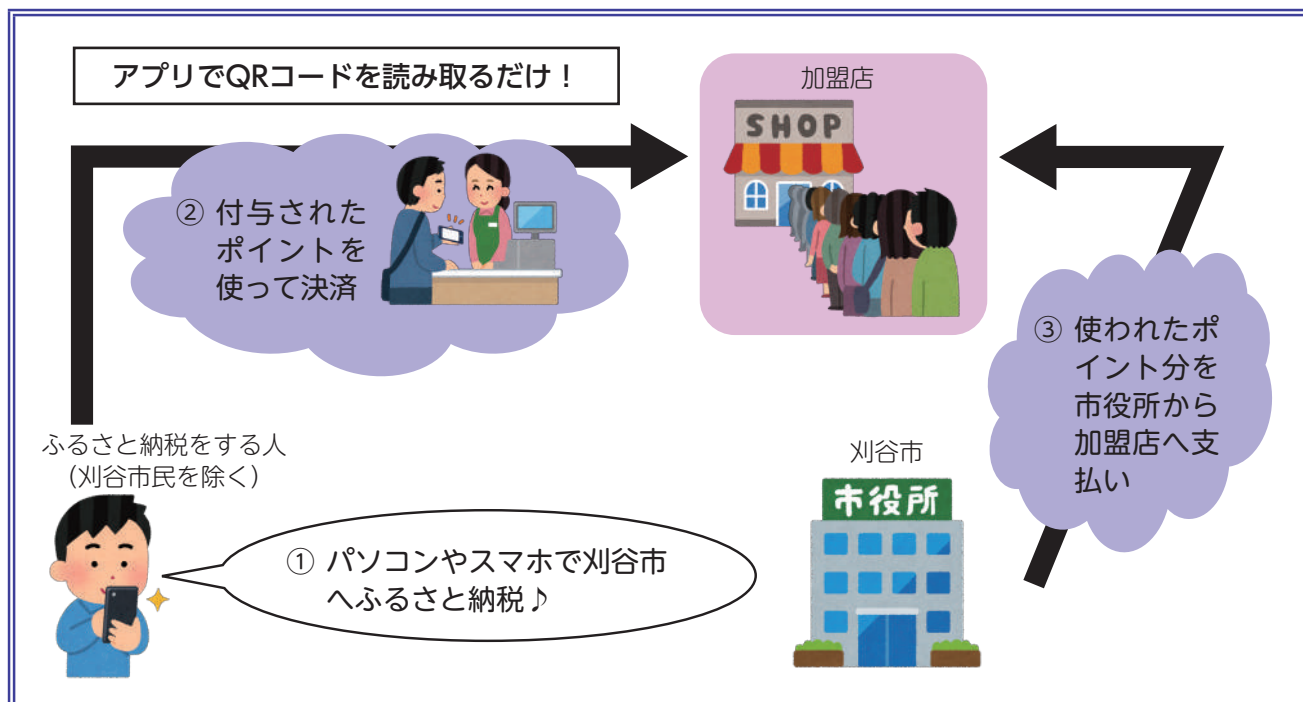 アプリでQRコードを読み取るだけ！
加盟店
SHOP
② 付与された
ポイントを
使って決済
③ 使われたポ
イント分を
市役所から
加盟店へ支
払い
ふるさと納税をする人
（刈谷市民を除く）
刈谷市
市役所
① パソコンやスマホで刈谷市
へふるさと納税♪